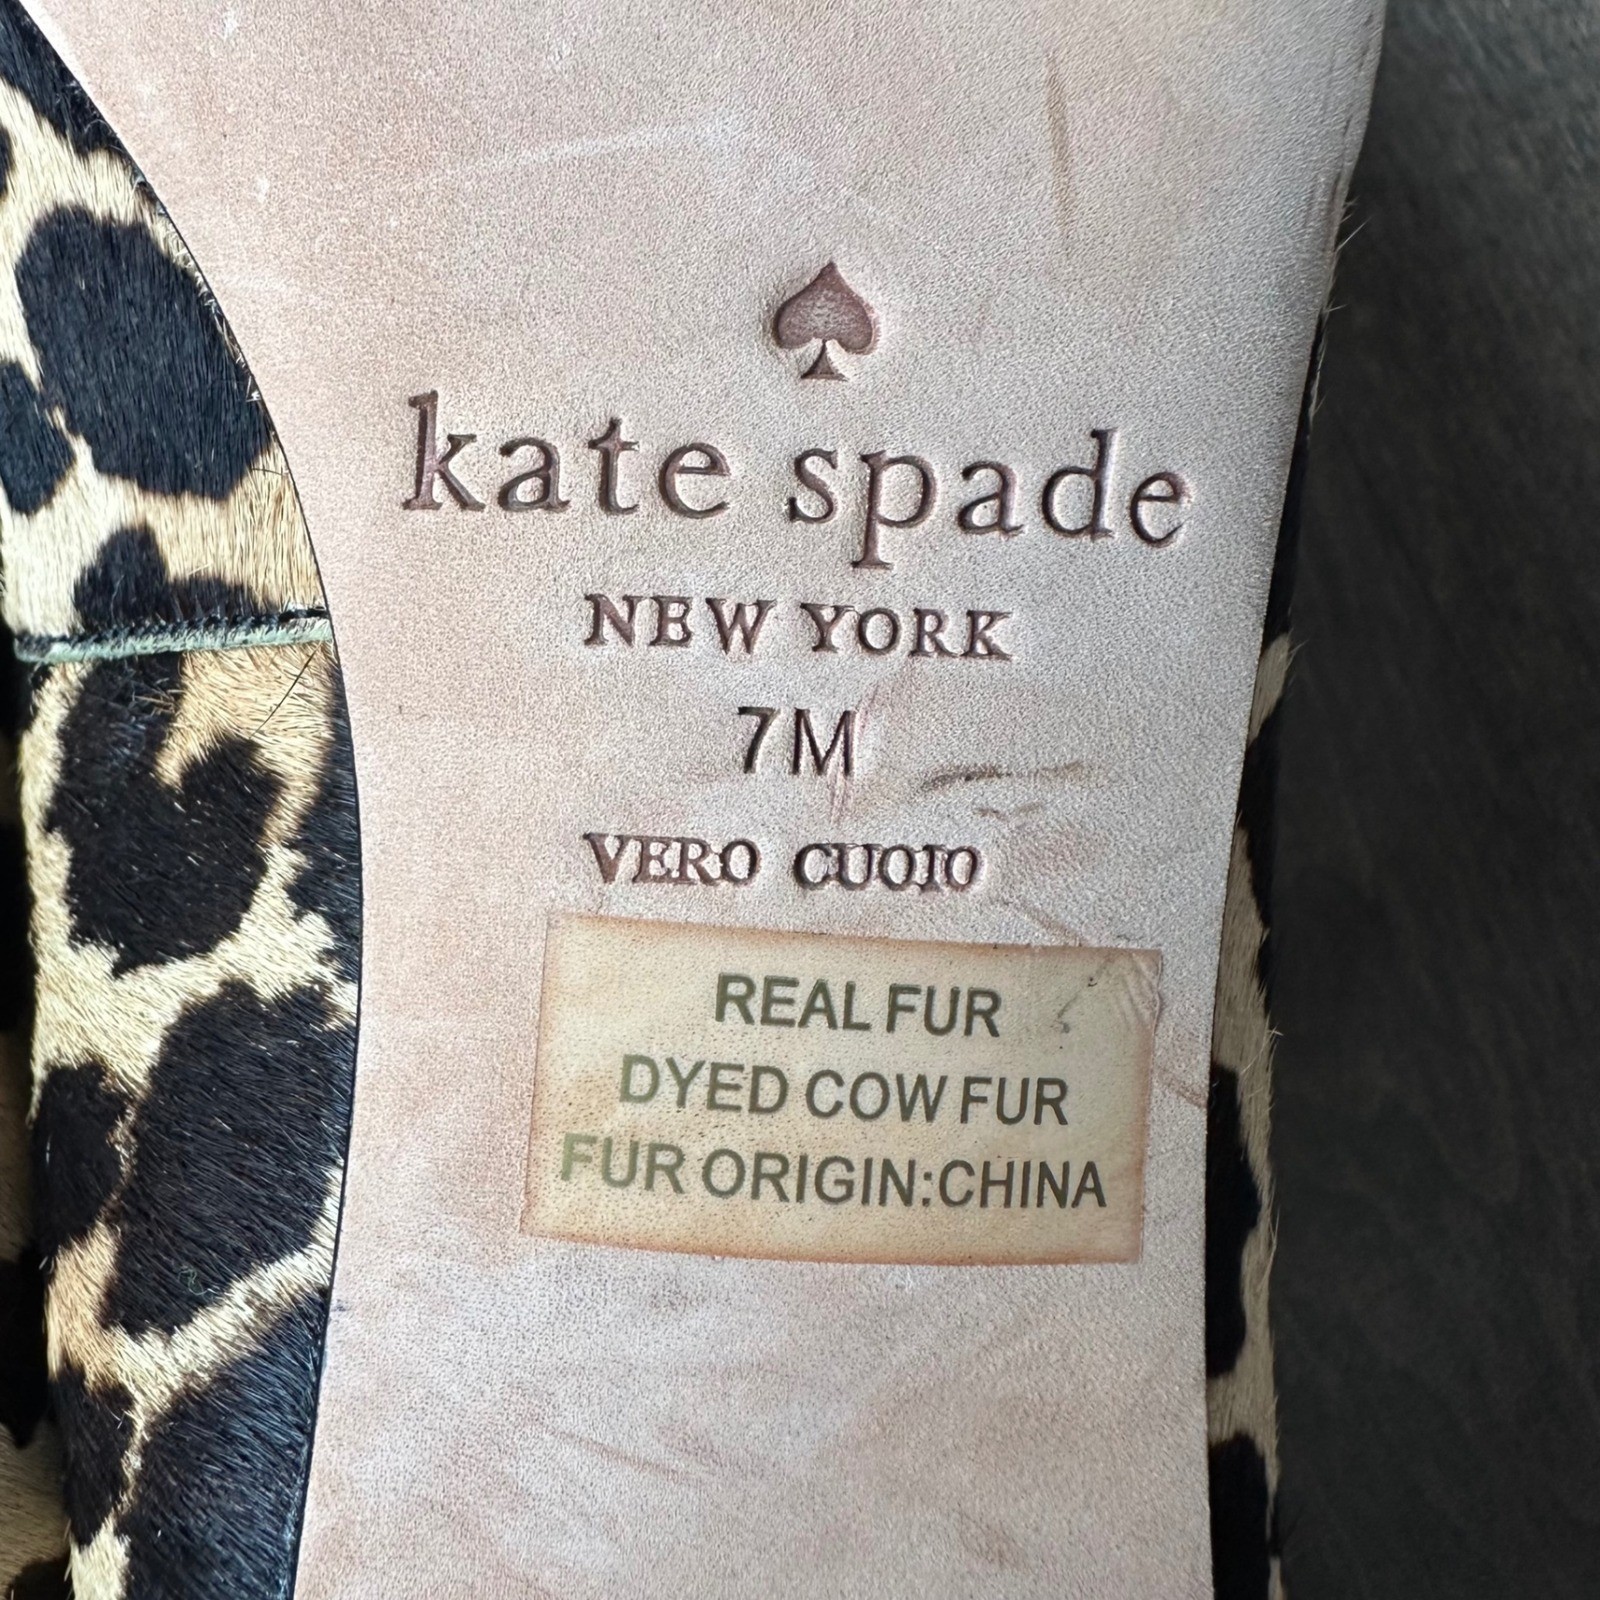 kate spade
NEW YORK
7M
VERO CUOIO
REAL FUR
DYED COW FUR
FUR ORIGIN:CHINA